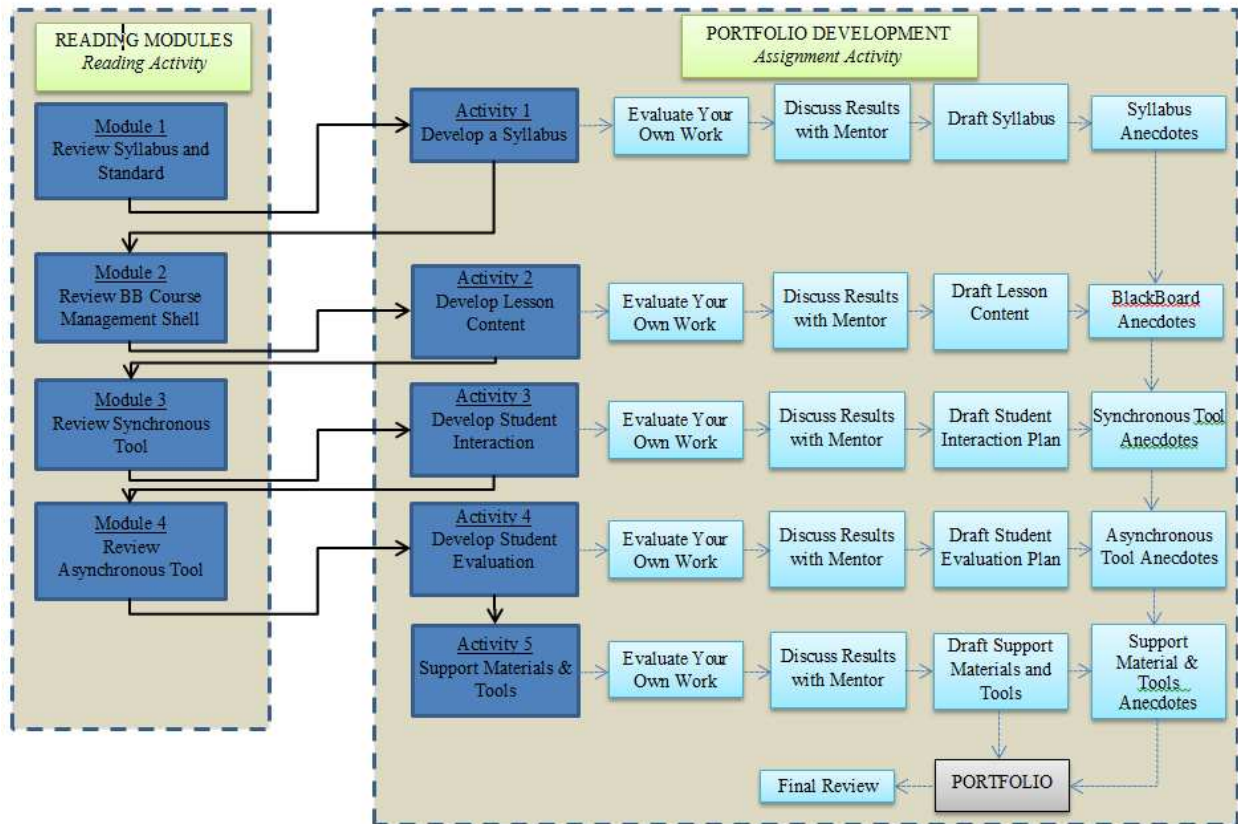 READING MODULES
Reading Activity
Module 1
Review Syllabus and
Standard
Module 2
Review BB Course
Management Shell
Module 3
Review Synchronous
Tool
Module 4
Review
Asynchronous Tool
PORTFOLIO DEVELOPMENT
Assignment Activity
Activity 1
Develop a Syllabus
Evaluate Your
Own Work
Discuss Results
with Mentor
Draft Syllabus
Syllabus
Anecdotes
Activity 2
Develop Lesson
Content
Evaluate Your
Own Work
Discuss Results
with Mentor
Draft Lesson
Content
BlackBoard
Anecdotes
Activity 3
Develop Student
Interaction
Evaluate Your
Own Work
Discuss Results
with Mentor
Draft Student
Interaction Plan
Synchronous Tool
Anecdotes
Activity 4
Develop Student
Evaluation
Evaluate Your
Own Work
Discuss Results
with Mentor
Draft Student
Evaluation Plan
Asynchronous
Tool Anecdotes
Activity 5
Support Materials &
Tools
Evaluate Your
Own Work
Discuss Results
with Mentor
Draft Support
Materials and
Tools
Support
Material &
Tools
Anecdotes
Final Review
PORTFOLIO